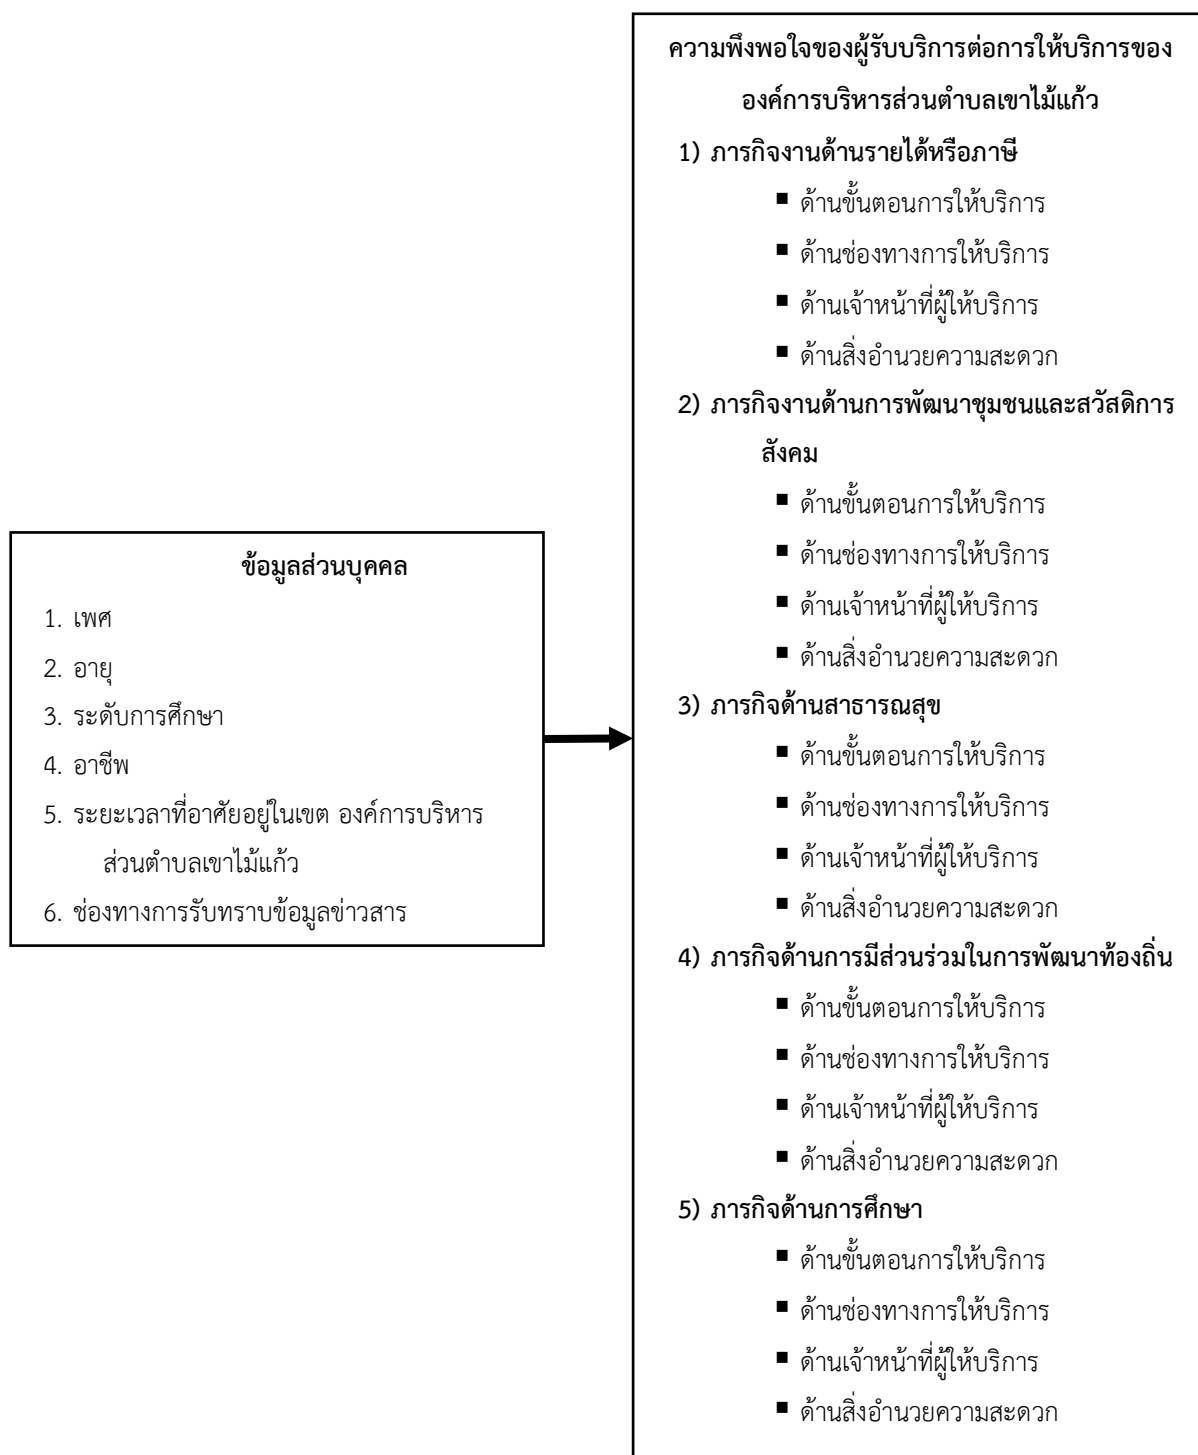 ข้อมูลส่วนบุคคล
1. เพศ
2. อายุ
3. ระดับการศึกษา
4. อาชีพ
5. ระยะเวลาที่อาศัยอยู่ในเขต องค์การบริหาร
ส่วนตำบลเขาไม้แก้ว
6. ช่องทางการรับทราบข้อมูลข่าวสาร
ความพึงพอใจของผู้รับบริการต่อการให้บริการของ
องค์การบริหารส่วนตำบลเขาไม้แก้ว
1) ภารกิจงานด้านรายได้หรือภาษี
▪ ด้านขั้นตอนการให้บริการ
▪ ด้านช่องทางการให้บริการ
▪ ด้านเจ้าหน้าที่ผู้ให้บริการ
▪ ด้านสิ่งอำนวยความสะดวก
2) ภารกิจงานด้านการพัฒนาชุมชนและสวัสดิการ
สังคม
▪ ด้านขั้นตอนการให้บริการ
▪ ด้านช่องทางการให้บริการ
▪ ด้านเจ้าหน้าที่ผู้ให้บริการ
▪ ด้านสิ่งอำนวยความสะดวก
3) ภารกิจด้านสาธารณสุข
▪ ด้านขั้นตอนการให้บริการ
▪ ด้านช่องทางการให้บริการ
▪ ด้านเจ้าหน้าที่ผู้ให้บริการ
▪ ด้านสิ่งอำนวยความสะดวก
4) ภารกิจด้านการมีส่วนร่วมในการพัฒนาท้องถิ่น
▪ ด้านขั้นตอนการให้บริการ
▪ ด้านช่องทางการให้บริการ
▪ ด้านเจ้าหน้าที่ผู้ให้บริการ
▪ ด้านสิ่งอำนวยความสะดวก
5) ภารกิจด้านการศึกษา
▪ ด้านขั้นตอนการให้บริการ
▪ ด้านช่องทางการให้บริการ
▪ ด้านเจ้าหน้าที่ผู้ให้บริการ
▪ ด้านสิ่งอำนวยความสะดวก